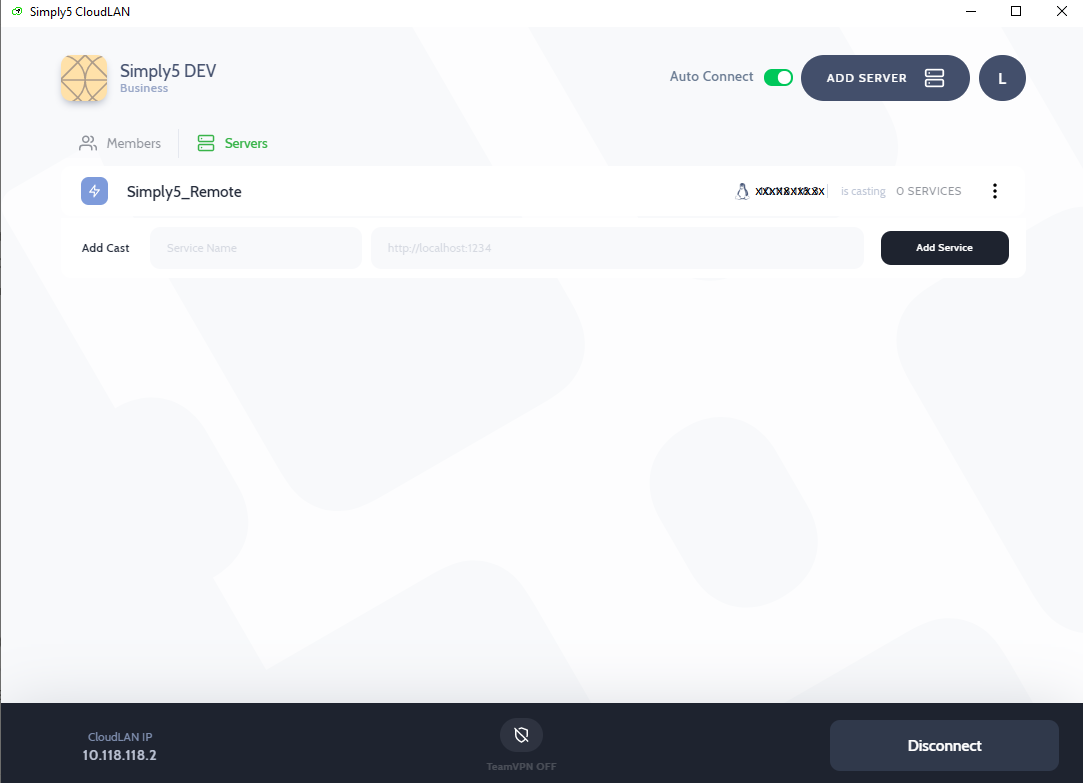 Simply5 CloudLAN
Simply5 DEV
Business
Auto Connect
ADD SERVER
L
Members
Servers
Simply5_Remote
is casting
0 SERVICES
Add Cast
Service Name
http://localhost:1234
Add Service
CloudLAN IP
10.118.118.2
TeamVPN OFF
Disconnect